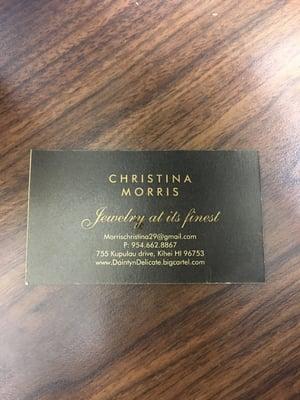 CHRISTINA
MORRIS
Jewelry at its finest
Morrischristina29@gmail.com
P: 954.662.8867
755 Kupulau drive, Kihei HI 96753
www.DaintynDelicate.bigcartel.com